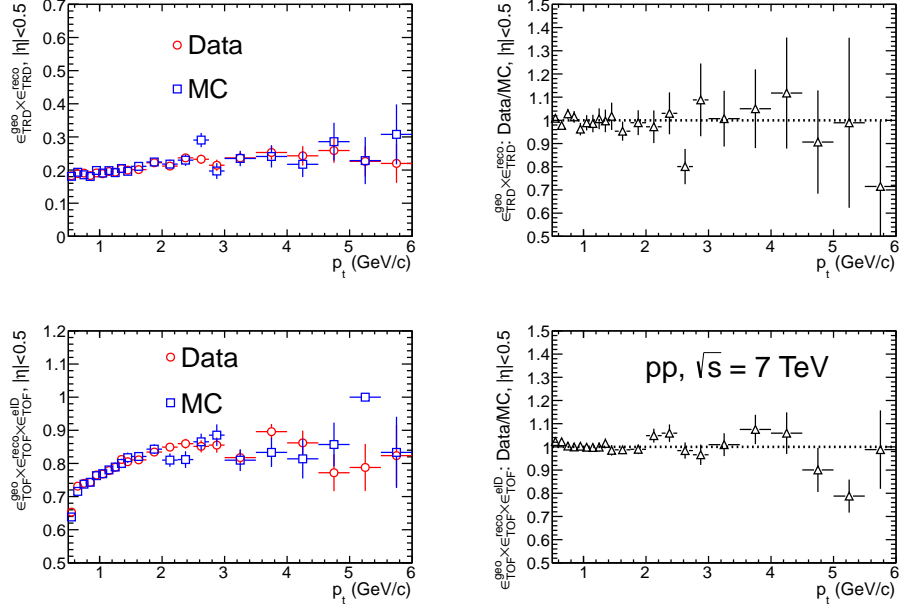 ϵ^geo_TRD×ϵ^reco_TRD, |η|<0.5
0.7
0.6
0.5
0.4
0.3
0.2
0.1
0
Data
MC
1 2 3 4 5 6
p_t (GeV/c)
ϵ^geo_TRD×ϵ^reco_TRD: Data/MC, |η|<0.5
1.5
1.4
1.3
1.2
1.1
1
0.9
0.8
0.7
0.6
0.5
1 2 3 4 5 6
p_t (GeV/c)
ϵ^geo_TOF×ϵ^reco_TOF×ϵ^eID_TOF, |η|<0.5
1.2
1.1
1
0.9
0.8
0.7
0.6
0.5
0.4
Data
MC
1 2 3 4 5 6
p_t (GeV/c)
ϵ^geo_TOF×ϵ^reco_TOF×ϵ^eID_TOF: Data/MC, |η|<0.5
1.5
1.4
1.3
1.2
1.1
1
0.9
0.8
0.7
0.6
0.5
pp, √s = 7 TeV
1 2 3 4 5 6
p_t (GeV/c)